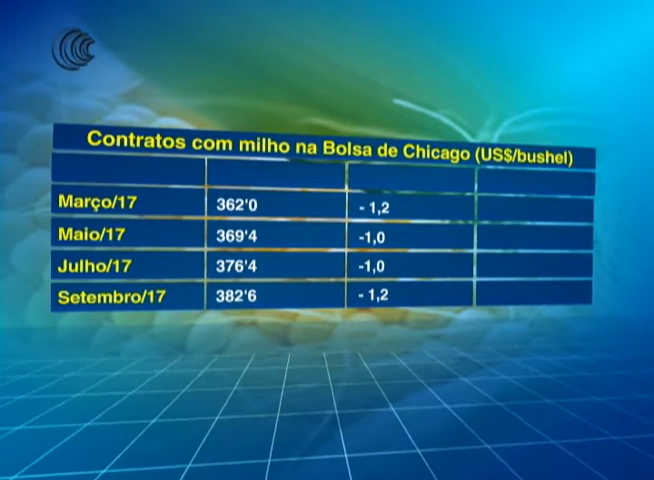 Contratos com milho na Bolsa de Chicago (US$/bushel)
Março/17 362'0 - 1,2
Maio/17 369'4 -1,0
Julho/17 376'4 -1,0
Setembro/17 382'6 - 1,2